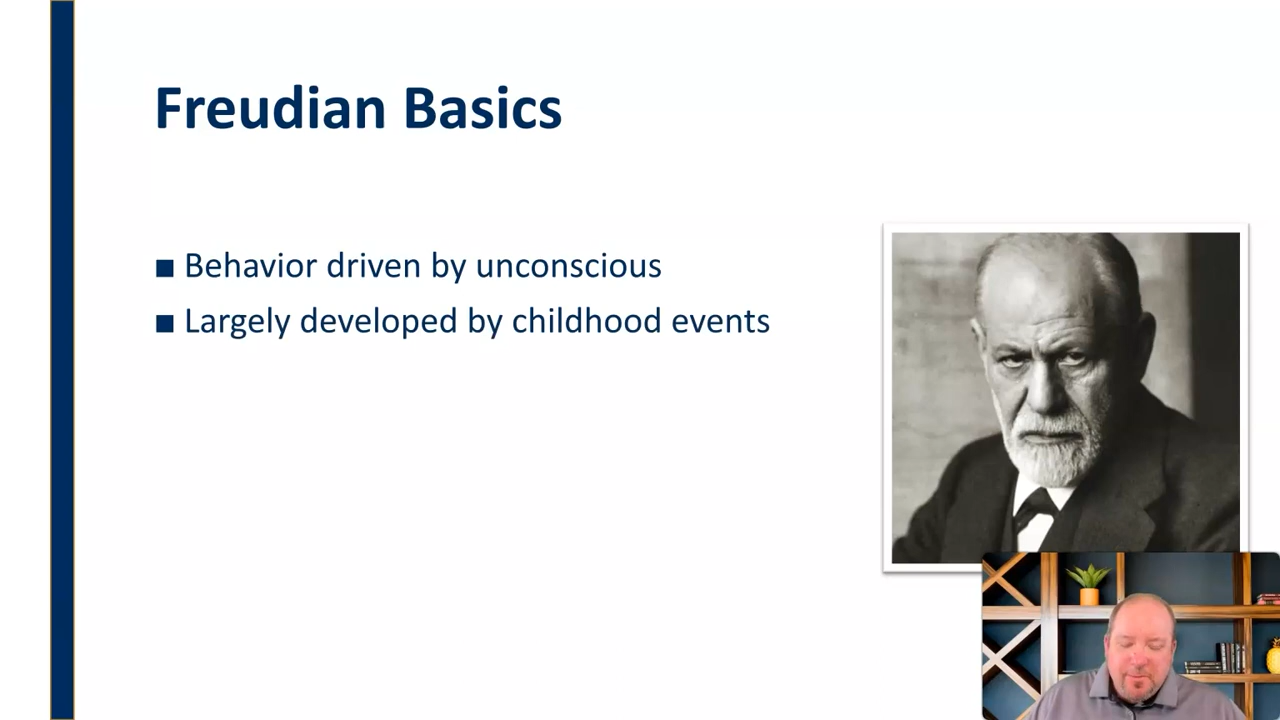 Freudian Basics
■ Behavior driven by unconscious
■ Largely developed by childhood events